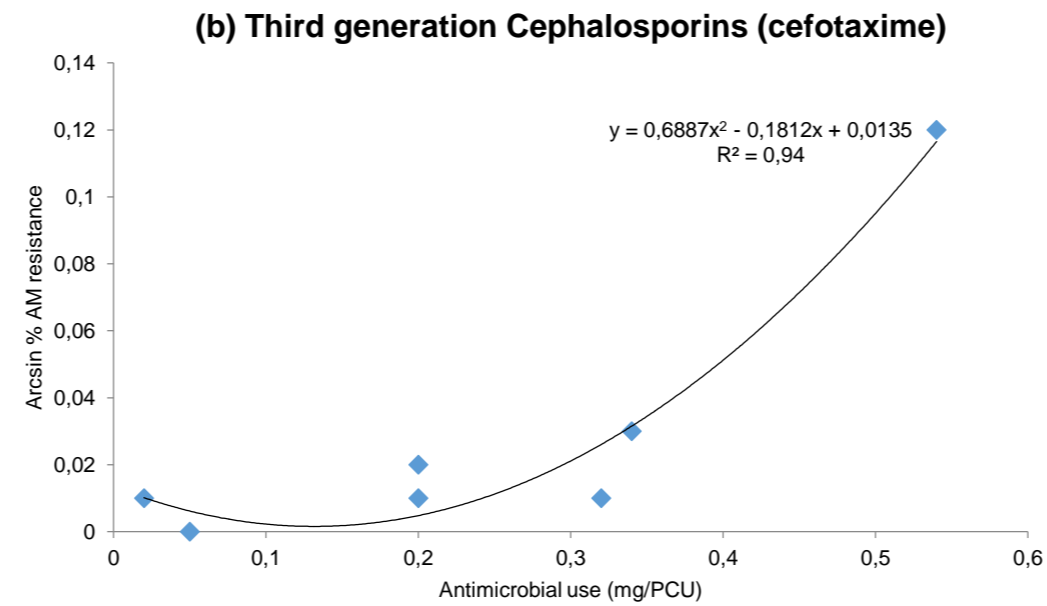 (b) Third generation Cephalosporins (cefotaxime)
0,14
0,12
0,1
0,08
0,06
0,04
0,02
0
Arcsin % AM resistance
y = 0,6887x² - 0,1812x + 0,0135
R² = 0,94
0 0,1 0,2 0,3 0,4 0,5 0,6
Antimicrobial use (mg/PCU)